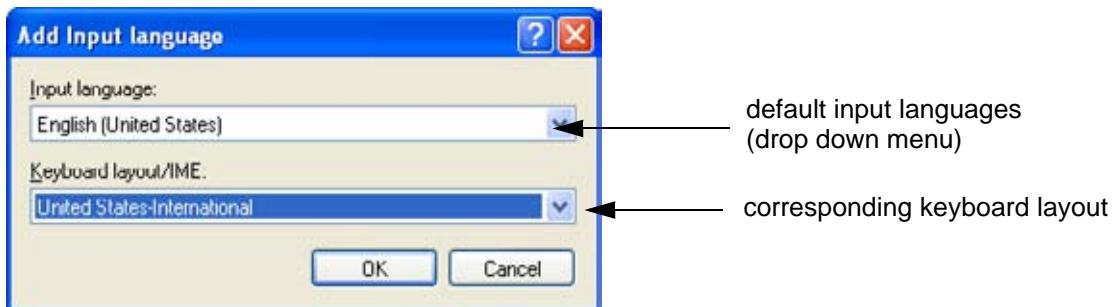 Add Input language
Input language:
English (United States)
default input languages
(drop down menu)
Keyboard layout/IME:
United States-International
corresponding keyboard layout
OK Cancel